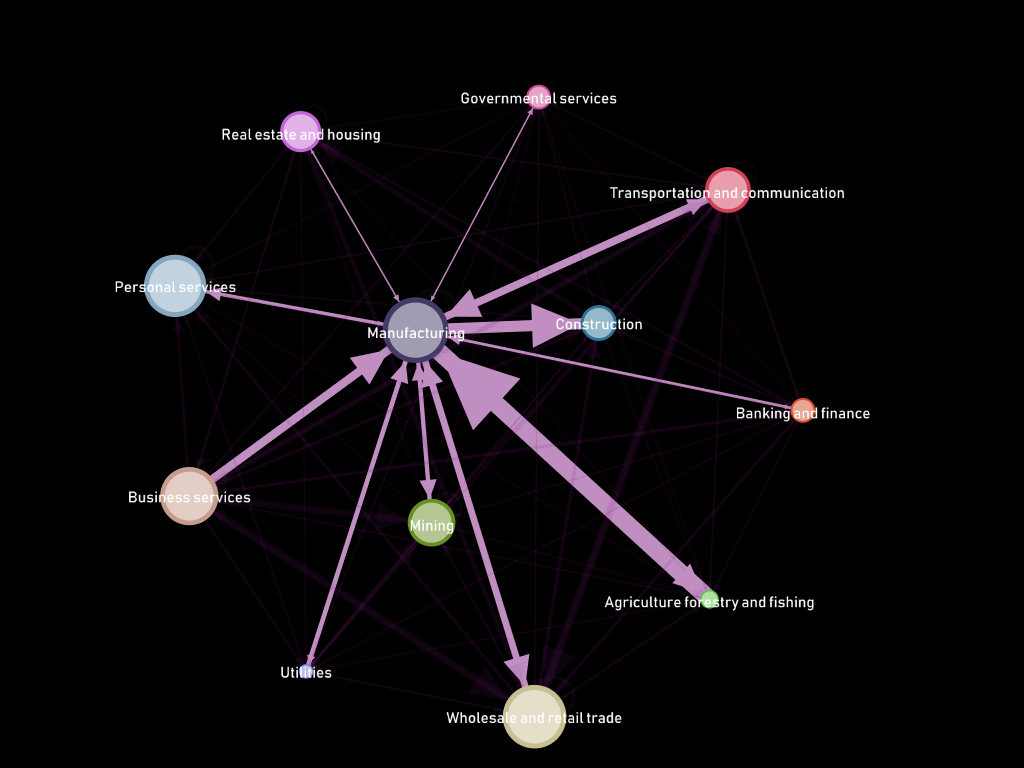 Governmental services
Real estate and housing
Transportation and communication
Personal services
Construction
Manufacturing
Banking and finance
Business services
Mining
Agriculture forestry and fishing
Utilities
Wholesale and retail trade